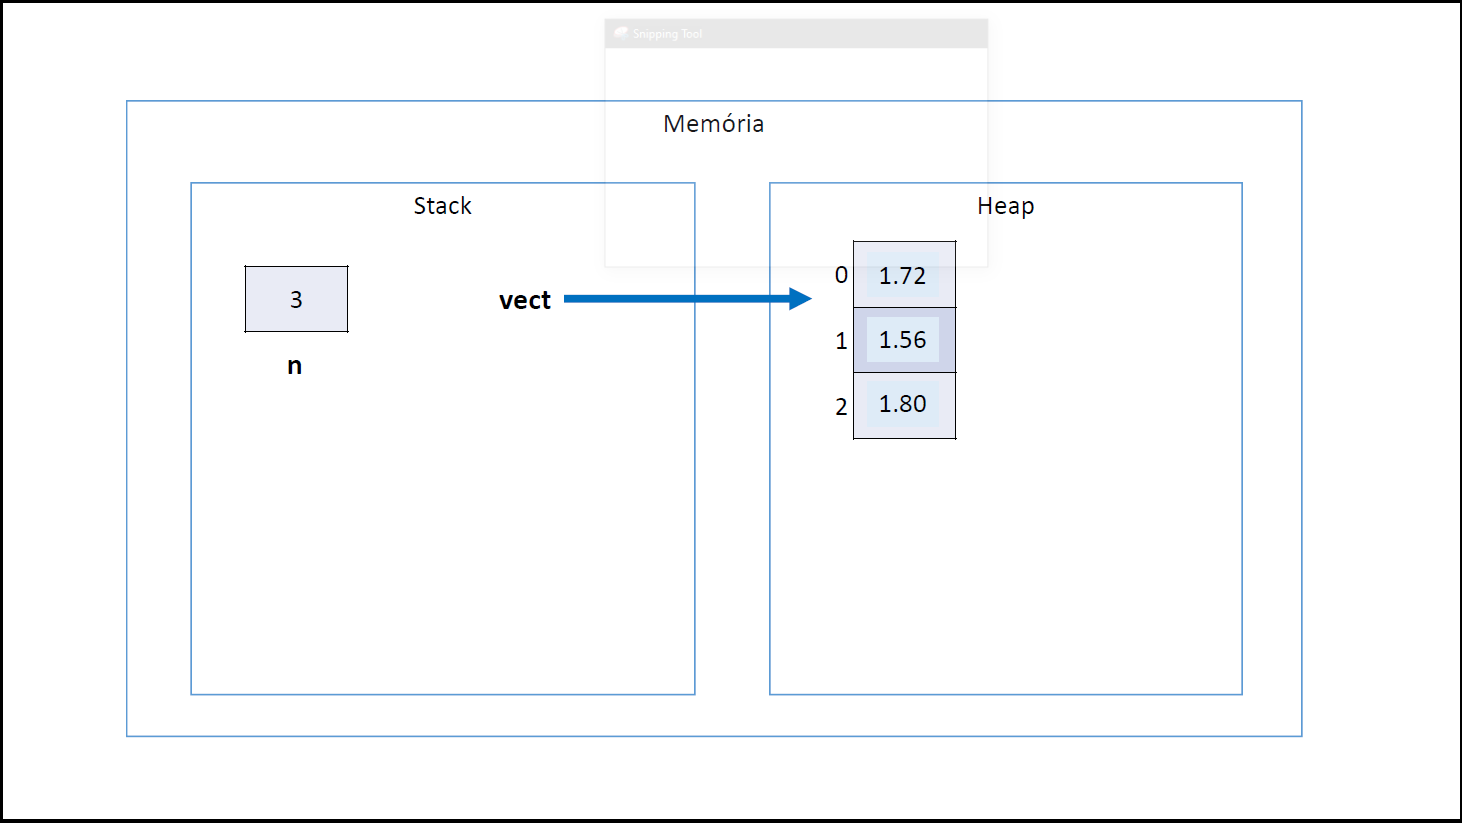 Snipping Tool
Memória
Stack
Heap
3
n
vect
0 1.72
1 1.56
2 1.80